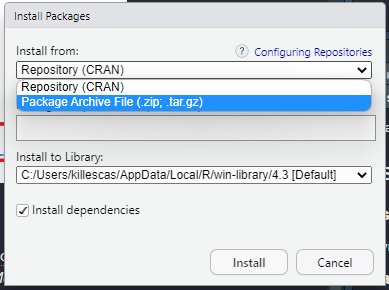 Install Packages
Install from:
? Configuring Repositories
Repository (CRAN)
Repository (CRAN)
Package Archive File (.zip; .tar.gz)
Install to Library:
C:/Users/killescas/AppData/Local/R/win-library/4.3 [Default]
Install dependencies
Install
Cancel